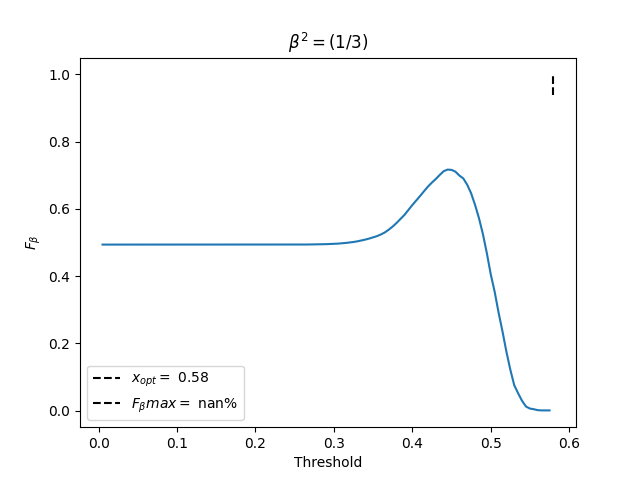 β² = (1/3)
F_β
1.0
0.8
0.6
0.4
0.2
0.0
x_opt = 0.58
F_βmax = nan%
0.0 0.1 0.2 0.3 0.4 0.5 0.6
Threshold